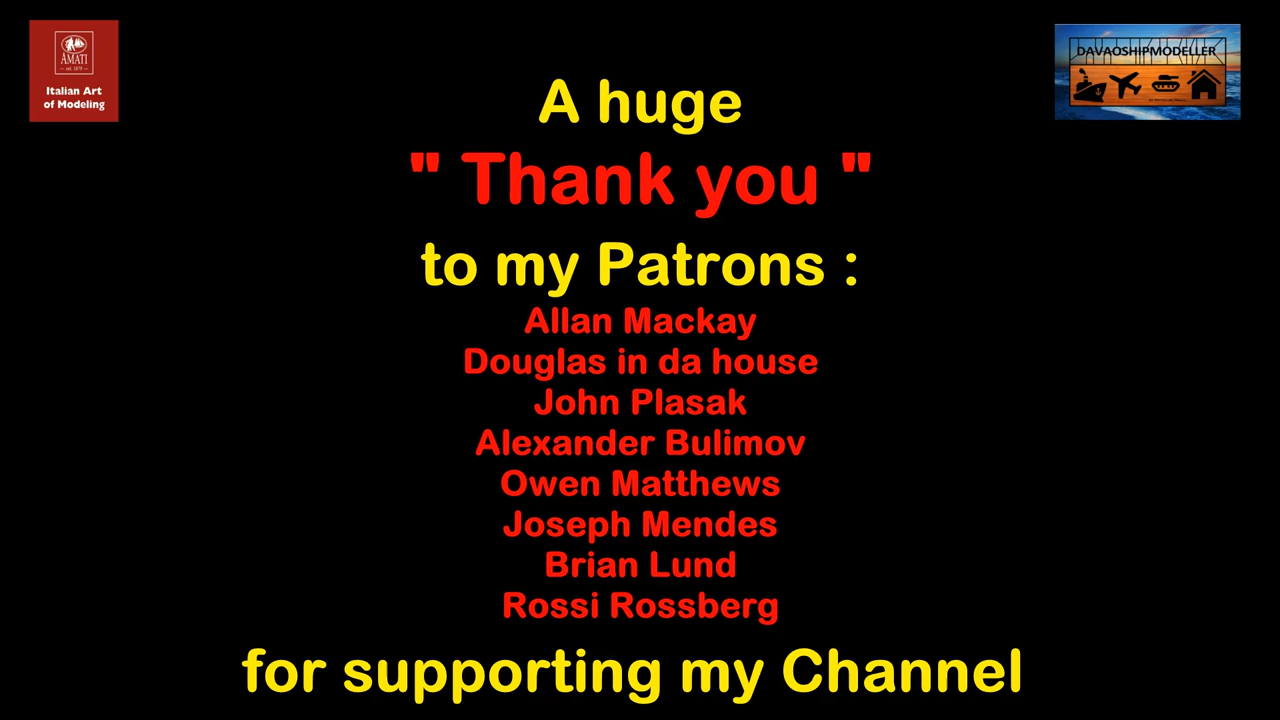 AMATI
est. 1879
Italian Art
of Modeling
DAVAOSHIPMODELLER
A huge
" Thank you "
to my Patrons :
Allan Mackay
Douglas in da house
John Plasak
Alexander Bulimov
Owen Matthews
Joseph Mendes
Brian Lund
Rossi Rossberg
for supporting my Channel